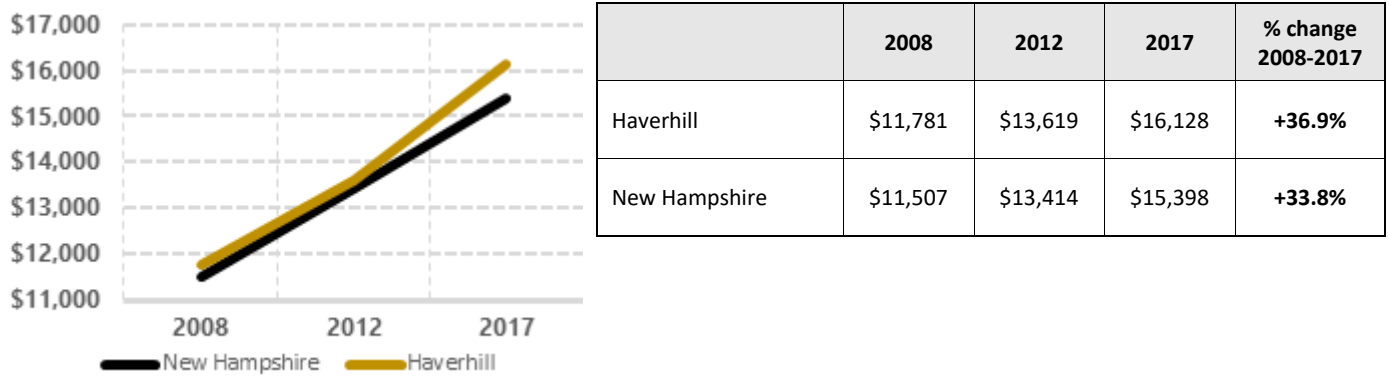 $17,000
$16,000
$15,000
$14,000
$13,000
$12,000
$11,000
2008 2012 2017
New Hampshire Haverhill
2008 2012 2017 % change
2008-2017
Haverhill $11,781 $13,619 $16,128 +36.9%
New Hampshire $11,507 $13,414 $15,398 +33.8%